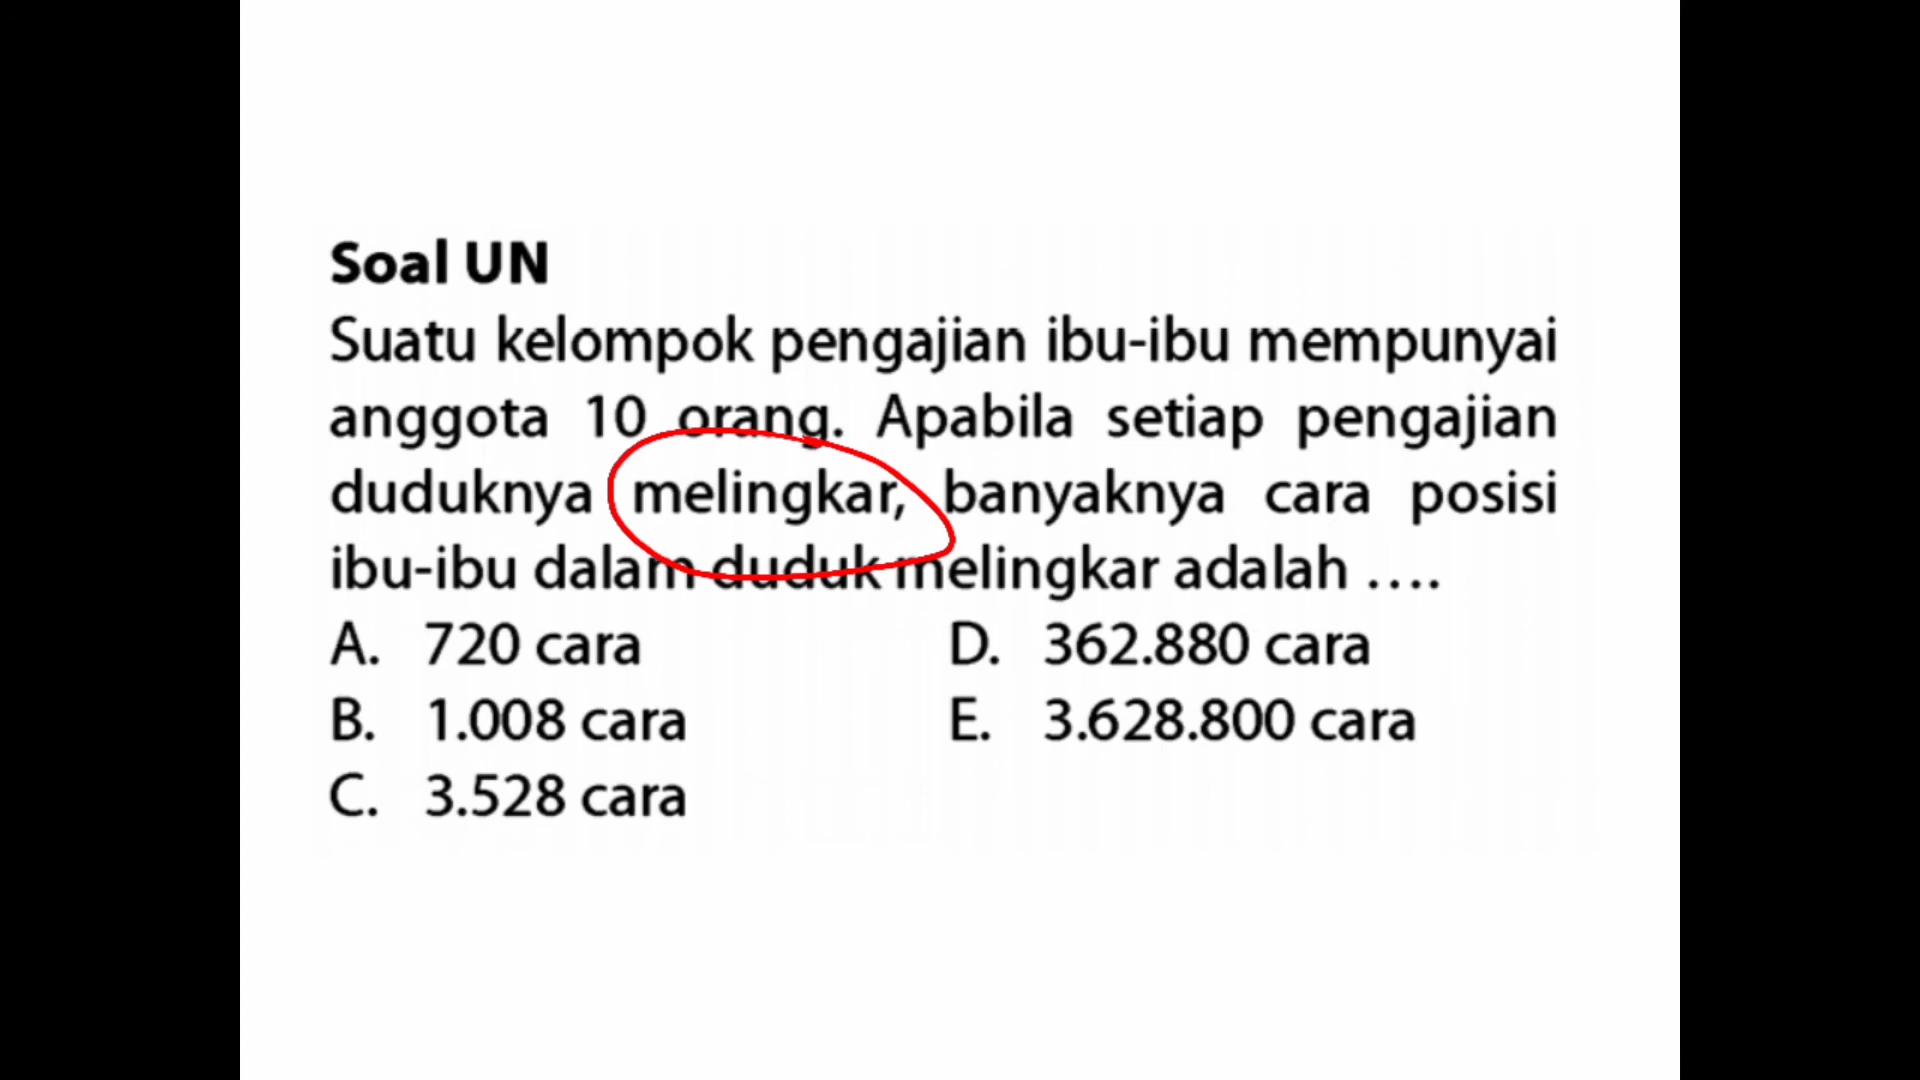 Soal UN
Suatu kelompok pengajian ibu-ibu mempunyai
anggota 10 orang. Apabila setiap pengajian
duduknya melingkar, banyaknya cara posisi
ibu-ibu dalam duduk melingkar adalah ....
A. 720 cara D. 362.880 cara
B. 1.008 cara E. 3.628.800 cara
C. 3.528 cara